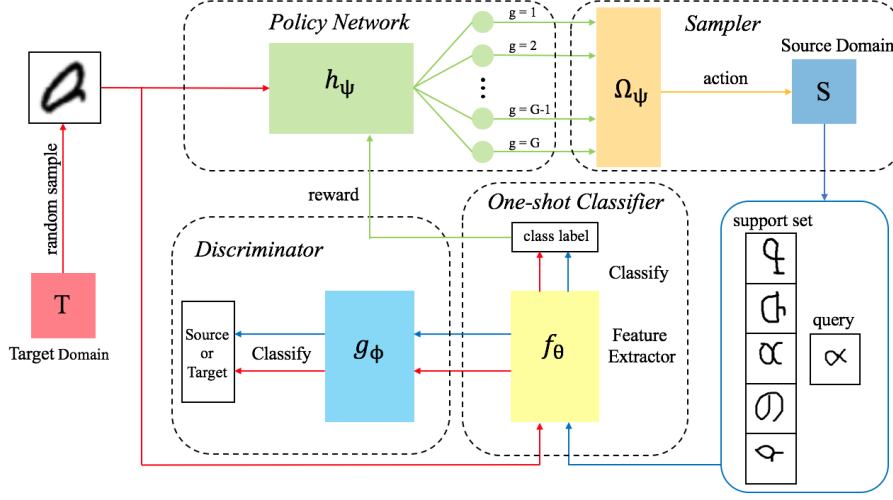 Policy Network
h_ψ
g = 1
g = 2
g = G-1
g = G
Sampler
Ω_ψ
action
Source Domain
S
random sample
T
Target Domain
reward
One-shot Classifier
class label
Classify
f_θ
Feature
Extractor
Discriminator
g_ϕ
Classify
Source
or
Target
support set
query
α